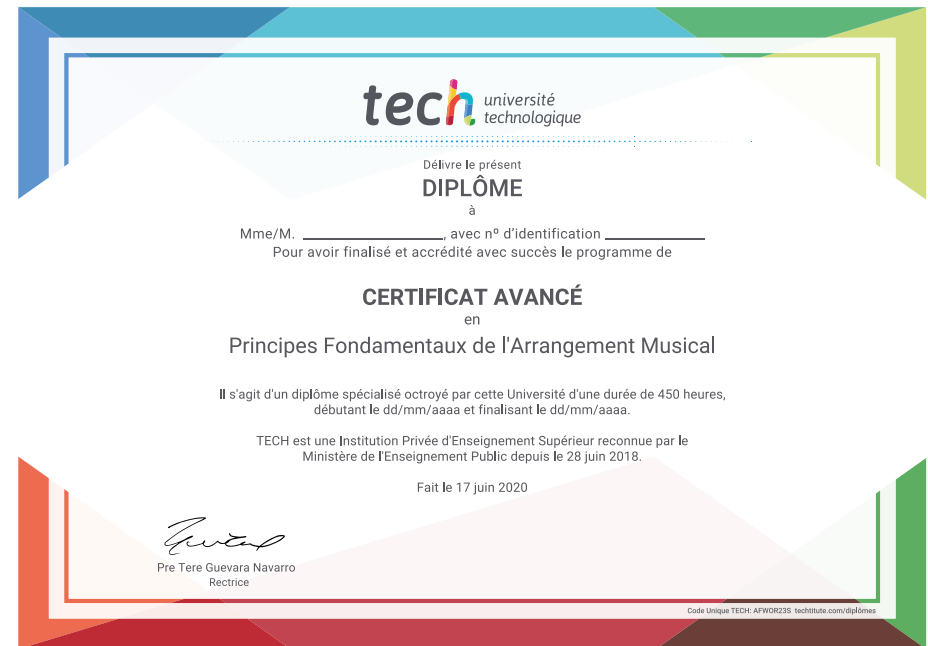 tech université
technologique
Délivre le présent
DIPLÔME
à
Mme/M. ____________, avec nº d'identification ____________
Pour avoir finalisé et accrédité avec succès le programme de
CERTIFICAT AVANCÉ
en
Principes Fondamentaux de l'Arrangement Musical
Il s'agit d'un diplôme spécialisé octroyé par cette Université d'une durée de 450 heures,
débutant le dd/mm/aaaa et finalisant le dd/mm/aaaa.
TECH est une Institution Privée d'Enseignement Supérieur reconnue par le
Ministère de l'Enseignement Public depuis le 28 juin 2018.
Fait le 17 juin 2020
Pre Tere Guevara Navarro
Rectrice
Code Unique TECH: AFWOR23S techtitute.com/diplômes